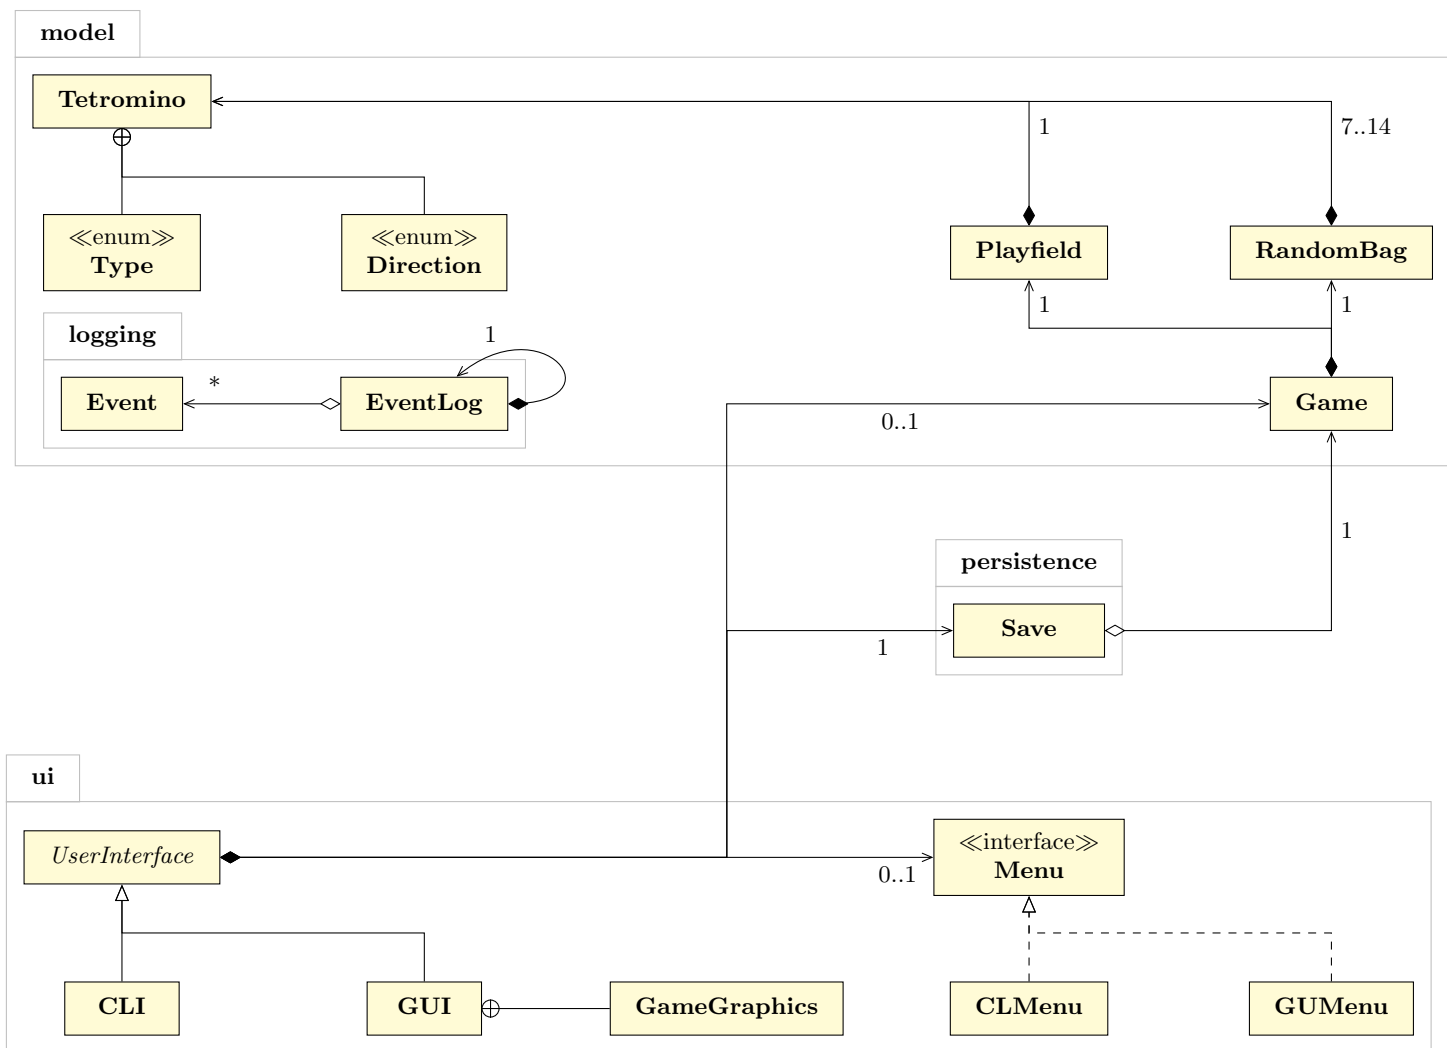 model
Tetromino
1
7..14
≪enum≫
Type
≪enum≫
Direction
Playfield
RandomBag
1
1
logging
1
Event
*
EventLog
Game
0..1
1
persistence
Save
1
ui
UserInterface
0..1
≪interface≫
Menu
CLI
GUI
GameGraphics
CLMenu
GUMenu